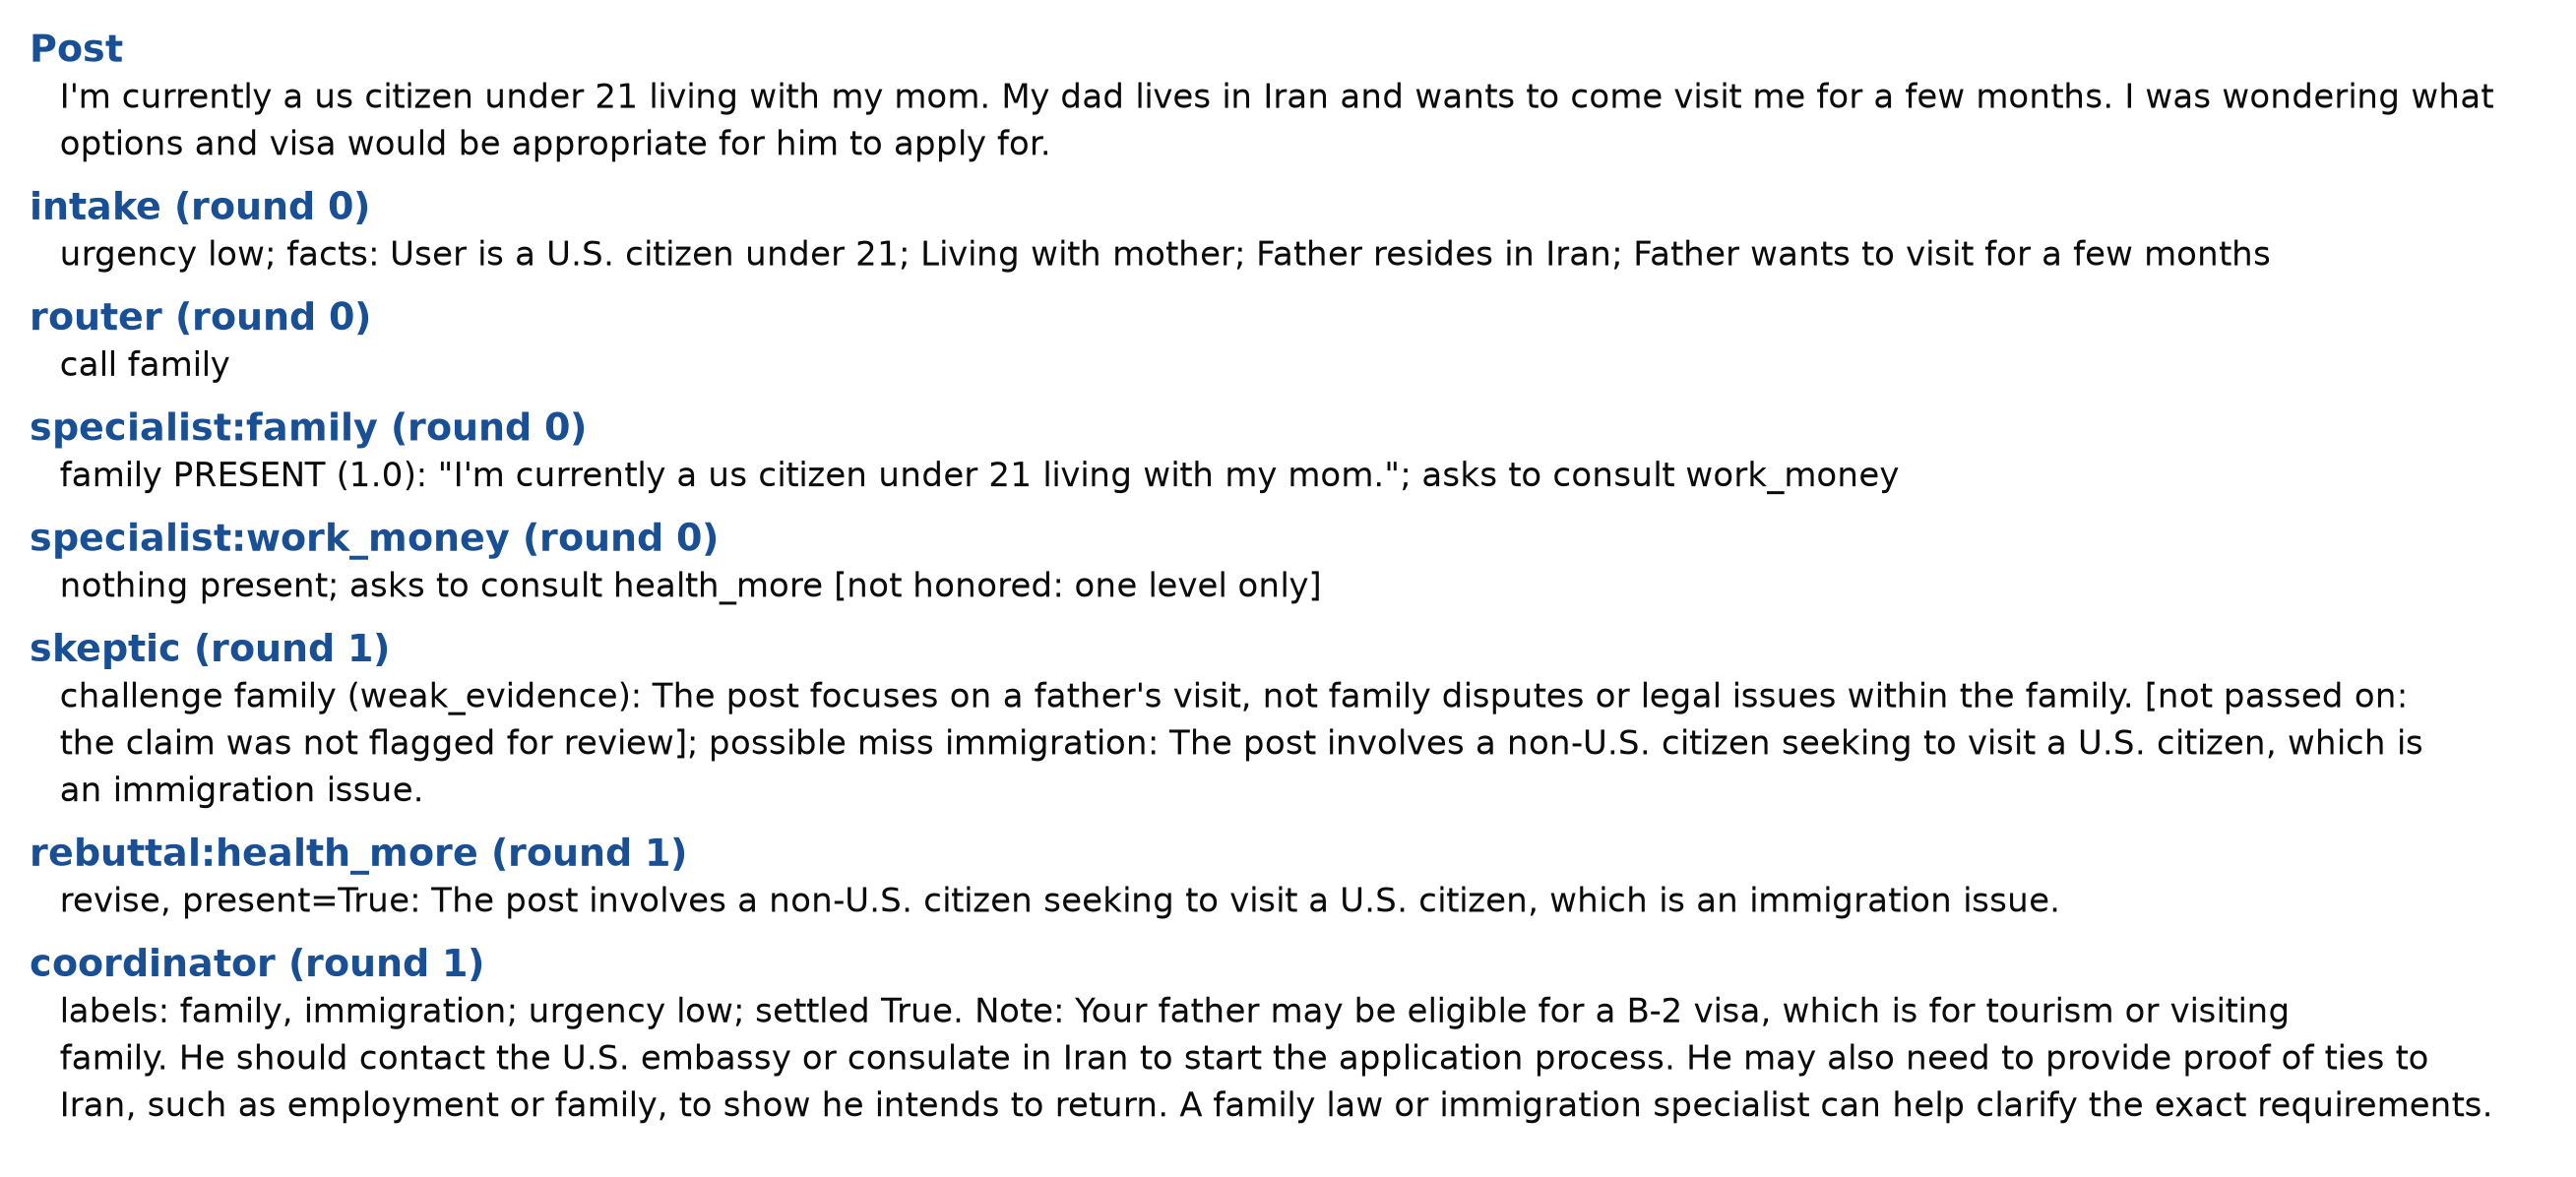 Post
I'm currently a us citizen under 21 living with my mom. My dad lives in Iran and wants to come visit me for a few months. I was wondering what
options and visa would be appropriate for him to apply for.
intake (round 0)
urgency low; facts: User is a U.S. citizen under 21; Living with mother; Father resides in Iran; Father wants to visit for a few months
router (round 0)
call family
specialist:family (round 0)
family PRESENT (1.0): "I'm currently a us citizen under 21 living with my mom."; asks to consult work_money
specialist:work_money (round 0)
nothing present; asks to consult health_more [not honored: one level only]
skeptic (round 1)
challenge family (weak_evidence): The post focuses on a father's visit, not family disputes or legal issues within the family. [not passed on:
the claim was not flagged for review]; possible miss immigration: The post involves a non-U.S. citizen seeking to visit a U.S. citizen, which is
an immigration issue.
rebuttal:health_more (round 1)
revise, present=True: The post involves a non-U.S. citizen seeking to visit a U.S. citizen, which is an immigration issue.
coordinator (round 1)
labels: family, immigration; urgency low; settled True. Note: Your father may be eligible for a B-2 visa, which is for tourism or visiting
family. He should contact the U.S. embassy or consulate in Iran to start the application process. He may also need to provide proof of ties to
Iran, such as employment or family, to show he intends to return. A family law or immigration specialist can help clarify the exact requirements.